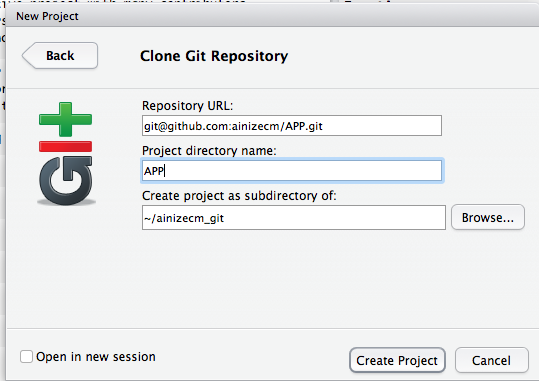 New Project
Back
Clone Git Repository
Repository URL:
git@github.com:ainizecm/APP.git
Project directory name:
APP
Create project as subdirectory of:
~/ainizecm_git
Browse...
Open in new session
Create Project
Cancel